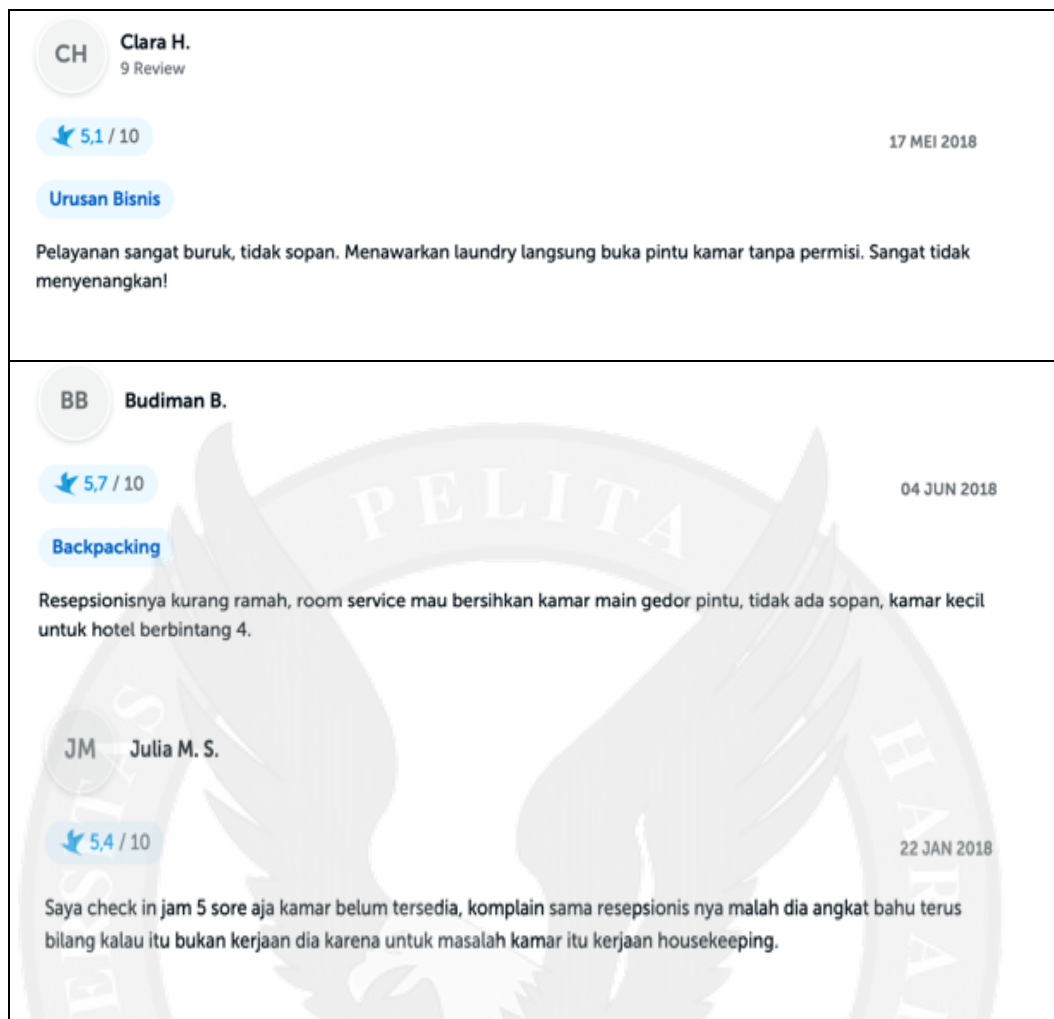 CH
Clara H.
9 Review
5,1 / 10
17 MEI 2018
Urusan Bisnis
Pelayanan sangat buruk, tidak sopan. Menawarkan laundry langsung buka pintu kamar tanpa permisi. Sangat tidak
menyenangkan!
BB
Budiman B.
5,7 / 10
04 JUN 2018
Backpacking
Resepsionisnya kurang ramah, room service mau bersihkan kamar main gedor pintu, tidak ada sopan, kamar kecil
untuk hotel berbintang 4.
JM
Julia M. S.
5,4 / 10
22 JAN 2018
Saya check in jam 5 sore aja kamar belum tersedia, komplain sama resepsionis nya malah dia angkat bahu terus
bilang kalau itu bukan kerjaan dia karena untuk masalah kamar itu kerjaan housekeeping.
PELITA